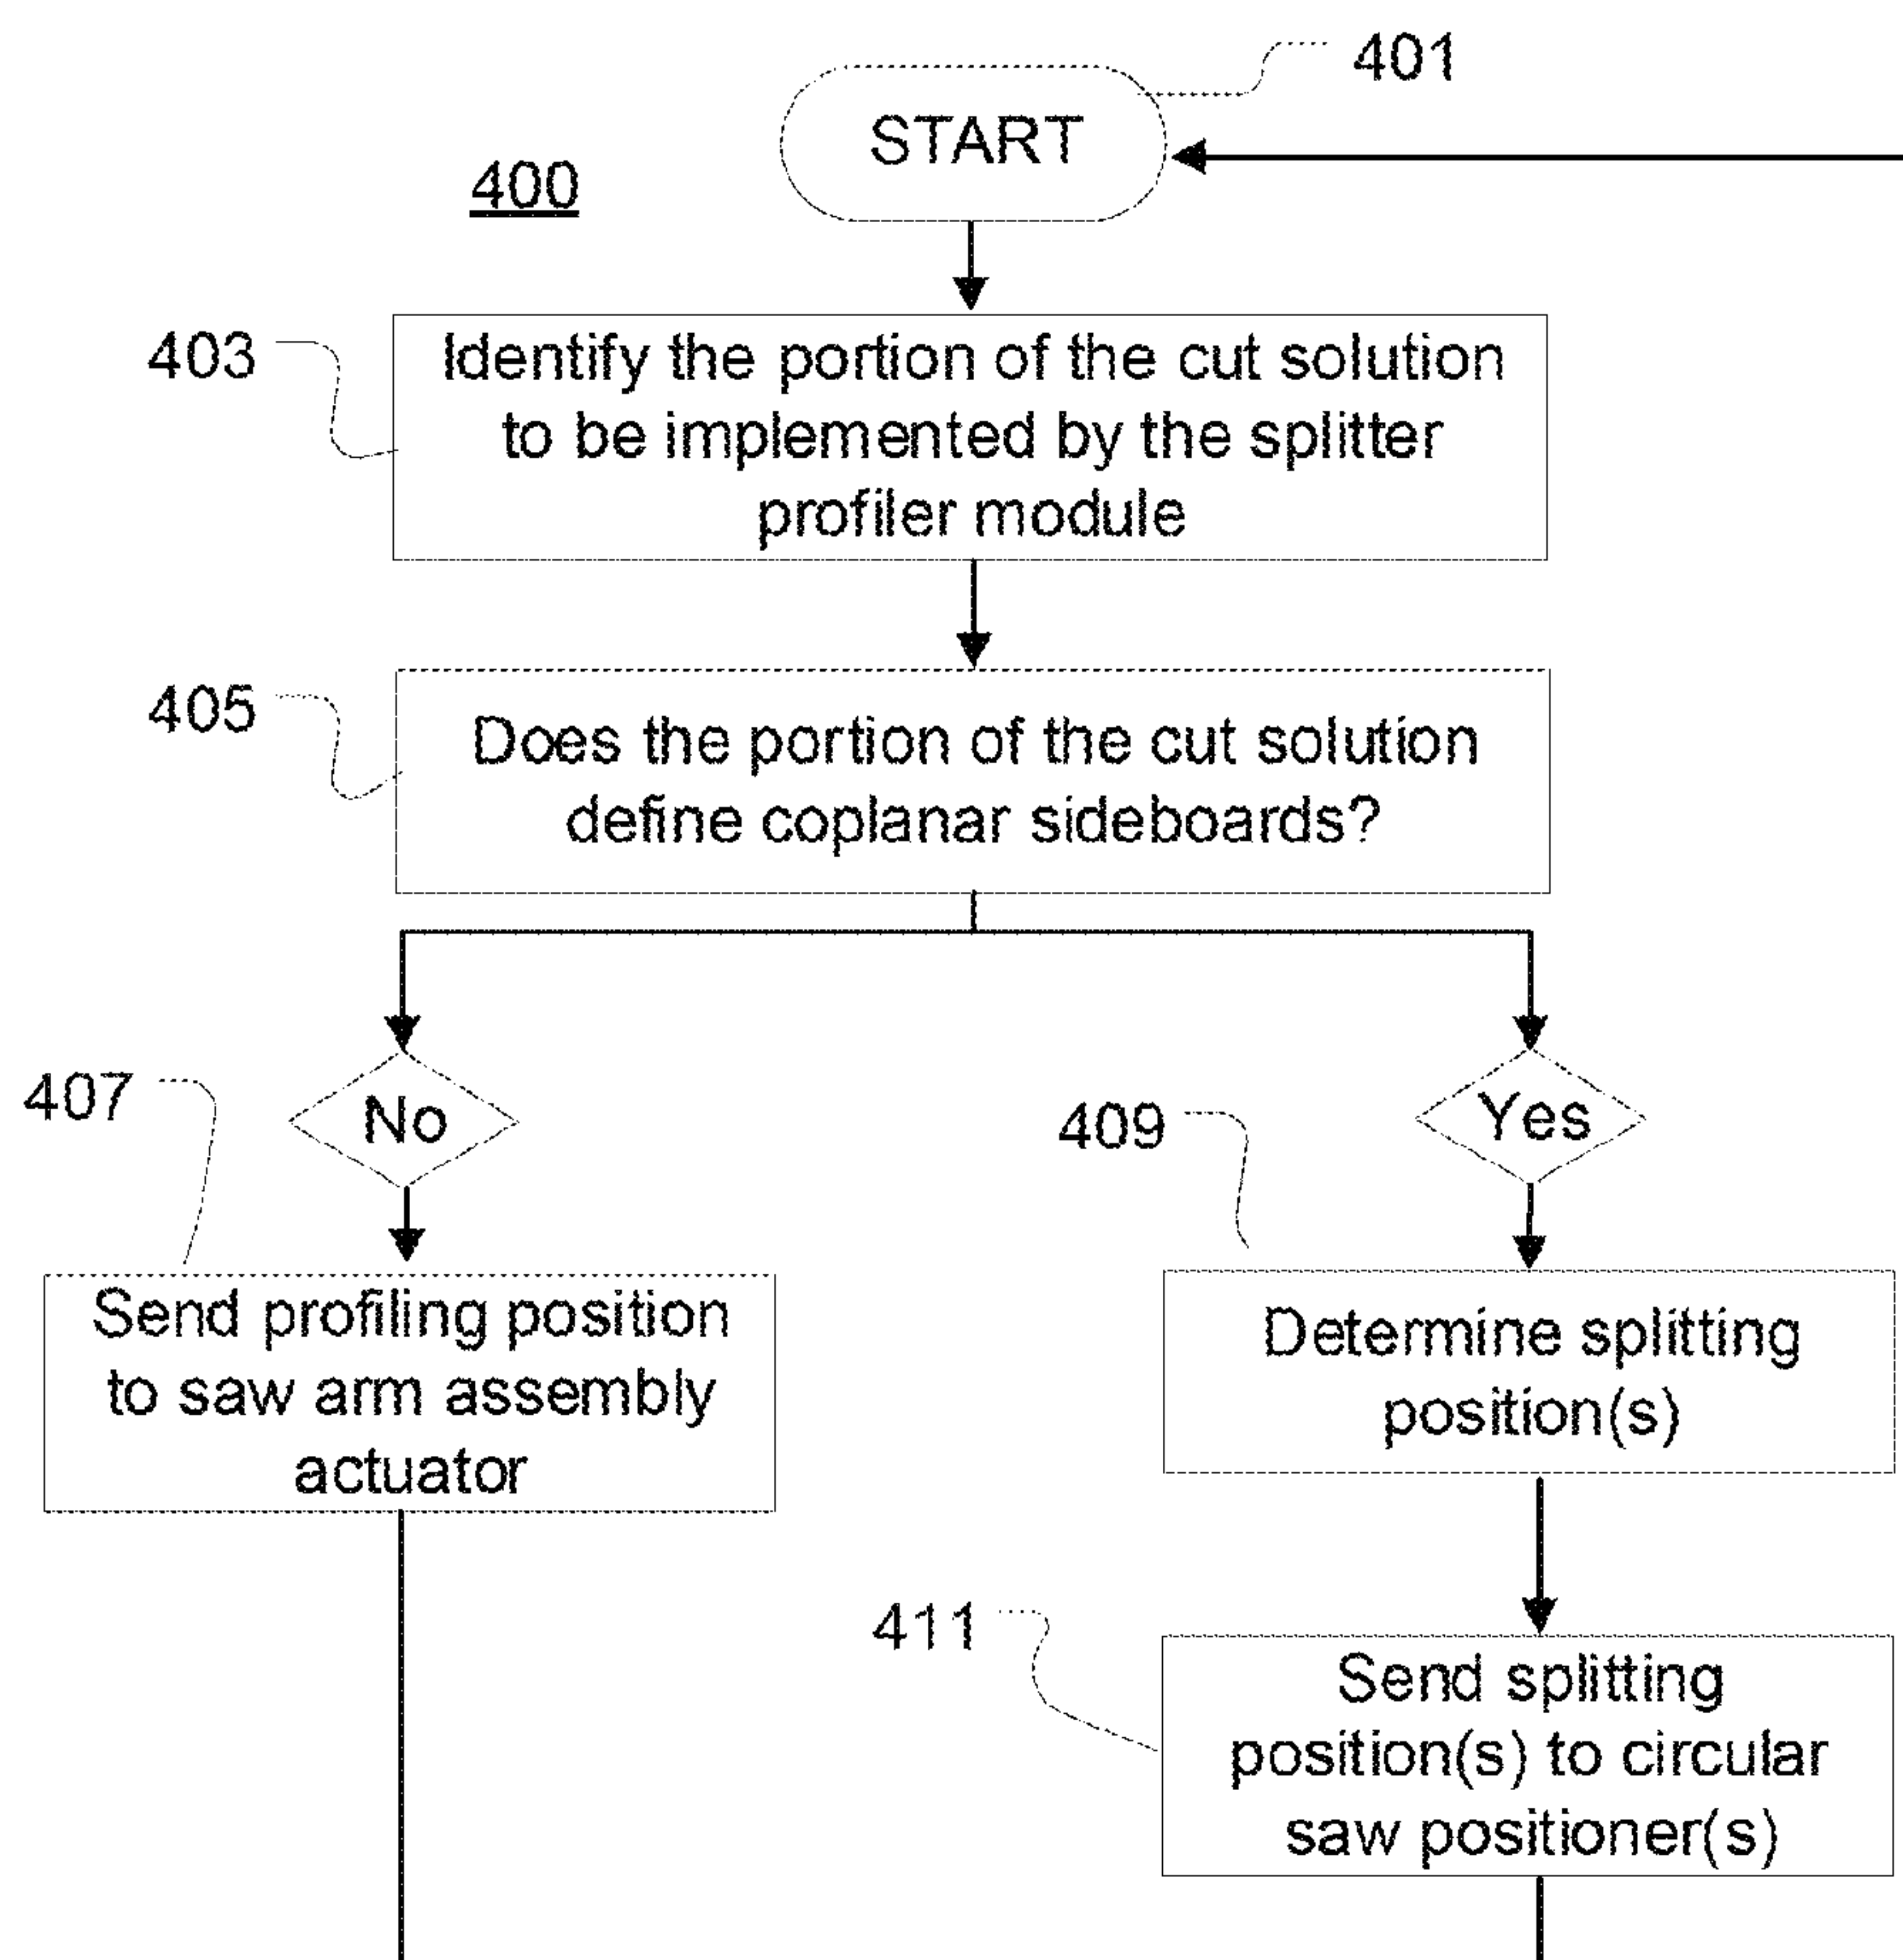 401
START
400
403
Identify the portion of the cut solution
to be implemented by the splitter
profiler module
405
Does the portion of the cut solution
define coplanar sideboards?
407
No
409
Yes
Send profiling position
to saw arm assembly
actuator
Determine splitting
position(s)
411
Send splitting
position(s) to circular
saw positioner(s)